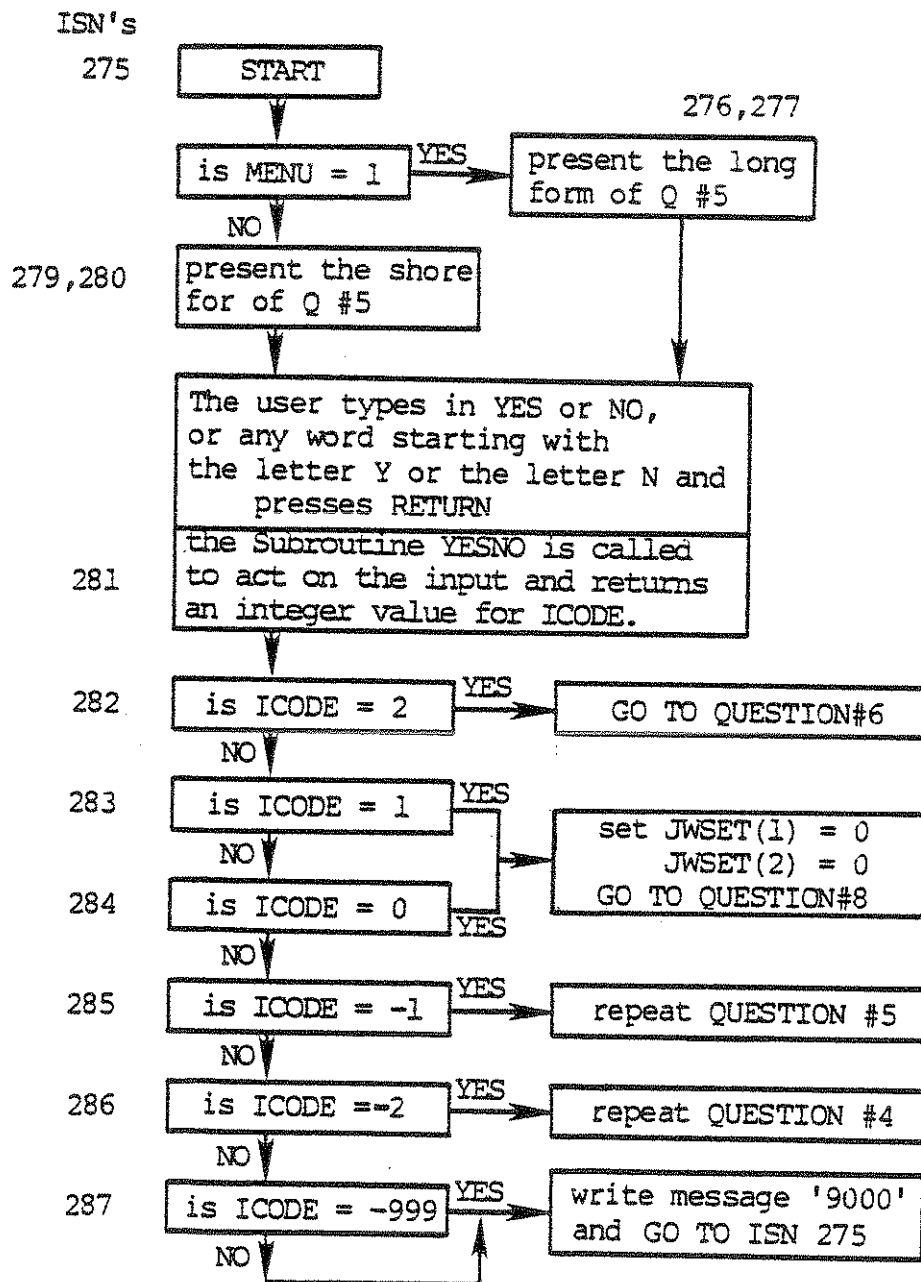 ISN's
275 START
276,277
is MENU = 1 YES present the long
form of Q #5
NO
279,280 present the shore
for of Q #5
The user types in YES or NO,
or any word starting with
the letter Y or the letter N and
presses RETURN
the Subroutine YESNO is called
281 to act on the input and returns
an integer value for ICODE.
282 is ICODE = 2 YES GO TO QUESTION#6
NO
283 is ICODE = 1 YES
set JWSET(1) = 0
NO JWSET(2) = 0
284 is ICODE = 0 YES GO TO QUESTION#8
NO
285 is ICODE = -1 YES repeat QUESTION #5
NO
286 is ICODE =-2 YES repeat QUESTION #4
NO
287 is ICODE = -999 YES write message '9000'
and GO TO ISN 275
NO